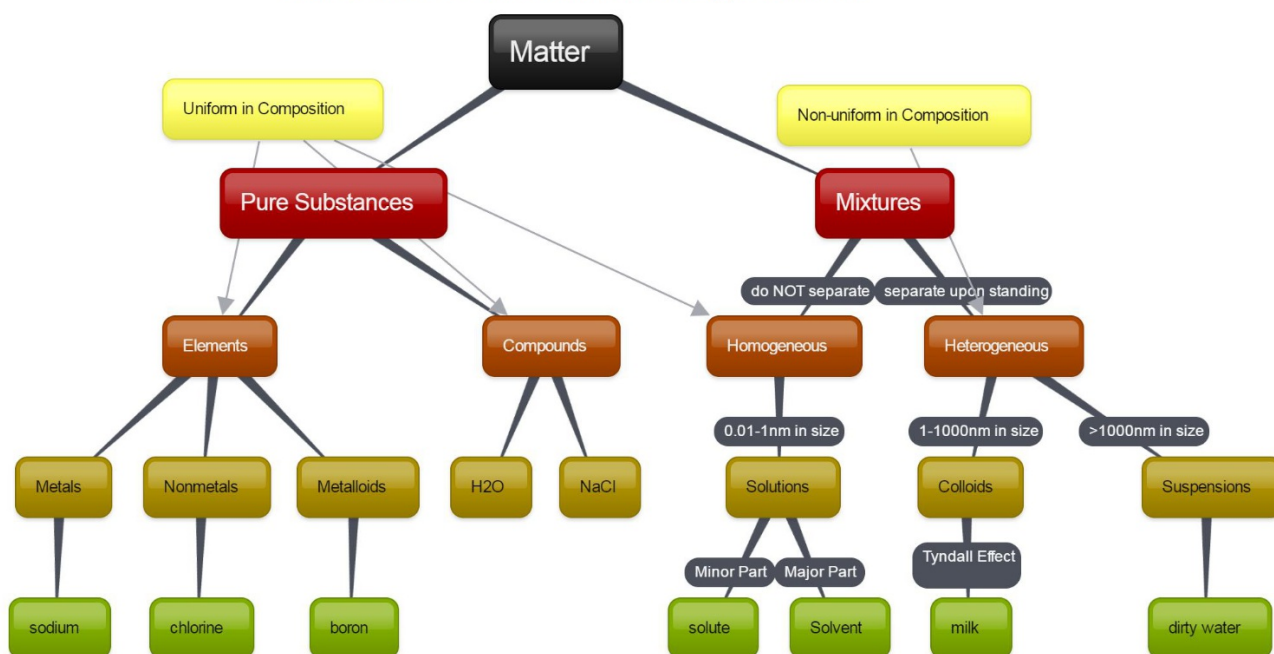 Matter
Uniform in Composition
Non-uniform in Composition
Pure Substances
Mixtures
do NOT separate
separate upon standing
Elements
Compounds
Homogeneous
Heterogeneous
0.01-1nm in size
1-1000nm in size
>1000nm in size
Metals
Nonmetals
Metalloids
H2O
NaCl
Solutions
Colloids
Suspensions
Tyndall Effect
Minor Part
Major Part
sodium
chlorine
boron
solute
Solvent
milk
dirty water